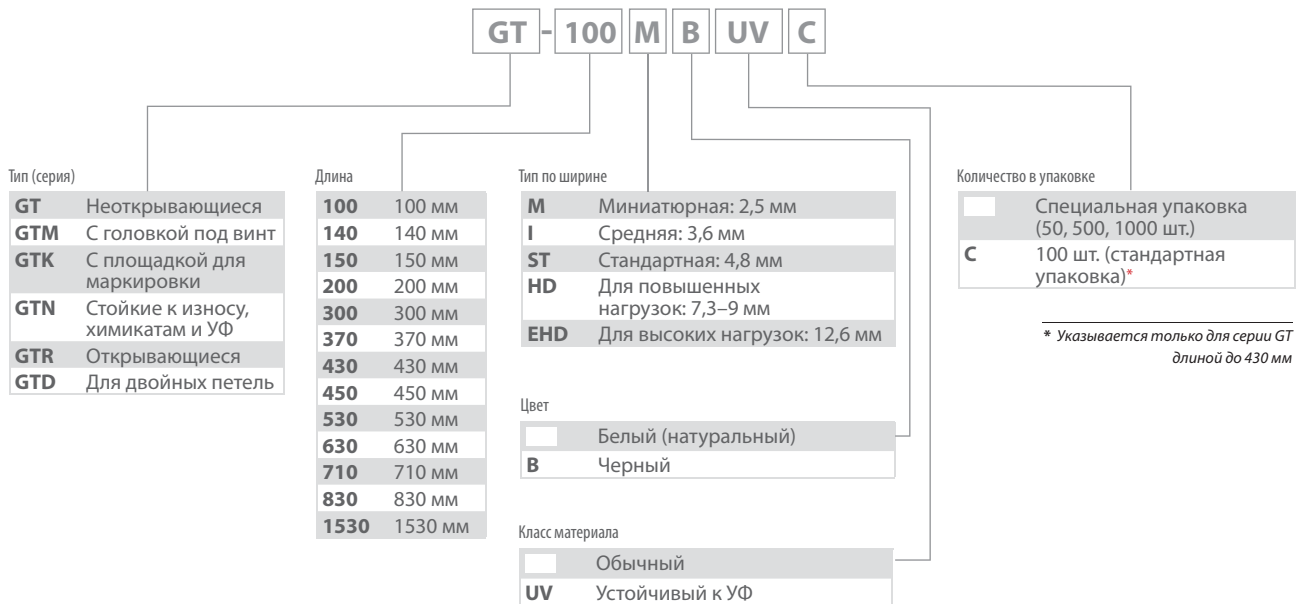 GT - 100 M B UV C
Тип (серия)
GT Неоткрывающиеся
GTM С головкой под винт
GTK С площадкой для
маркировки
GTN Стойкие к износу,
химикатам и УФ
GTR Открывающиеся
GTD Для двойных петель
Длина
100 100 мм
140 140 мм
150 150 мм
200 200 мм
300 300 мм
370 370 мм
430 430 мм
450 450 мм
530 530 мм
630 630 мм
710 710 мм
830 830 мм
1530 1530 мм
Тип по ширине
M Миниатюрная: 2,5 мм
I Средняя: 3,6 мм
ST Стандартная: 4,8 мм
HD Для повышенных
нагрузок: 7,3–9 мм
EHD Для высоких нагрузок: 12,6 мм
Цвет
Белый (натуральный)
B Черный
Класс материала
Обычный
UV Устойчивый к УФ
Количество в упаковке
Специальная упаковка
(50, 500, 1000 шт.)
C 100 шт. (стандартная
упаковка)*
* Указывается только для серии GT
длиной до 430 мм